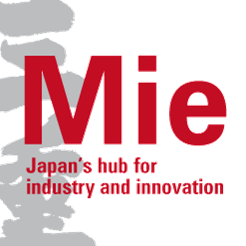 Mie
Japan's hub for
industry and innovation